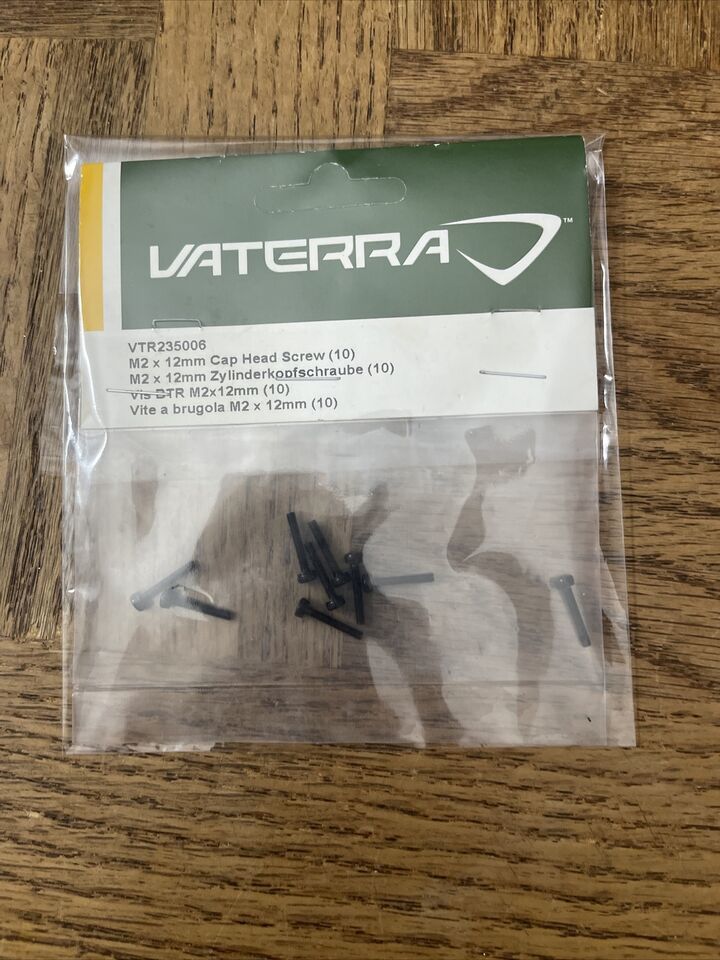 VATERRA™
VTR235006
M2 x 12mm Cap Head Screw (10)
M2 x 12mm Zylinderkopfschraube (10)
Vis BTR M2x12mm (10)
Vite a brugola M2 x 12mm (10)